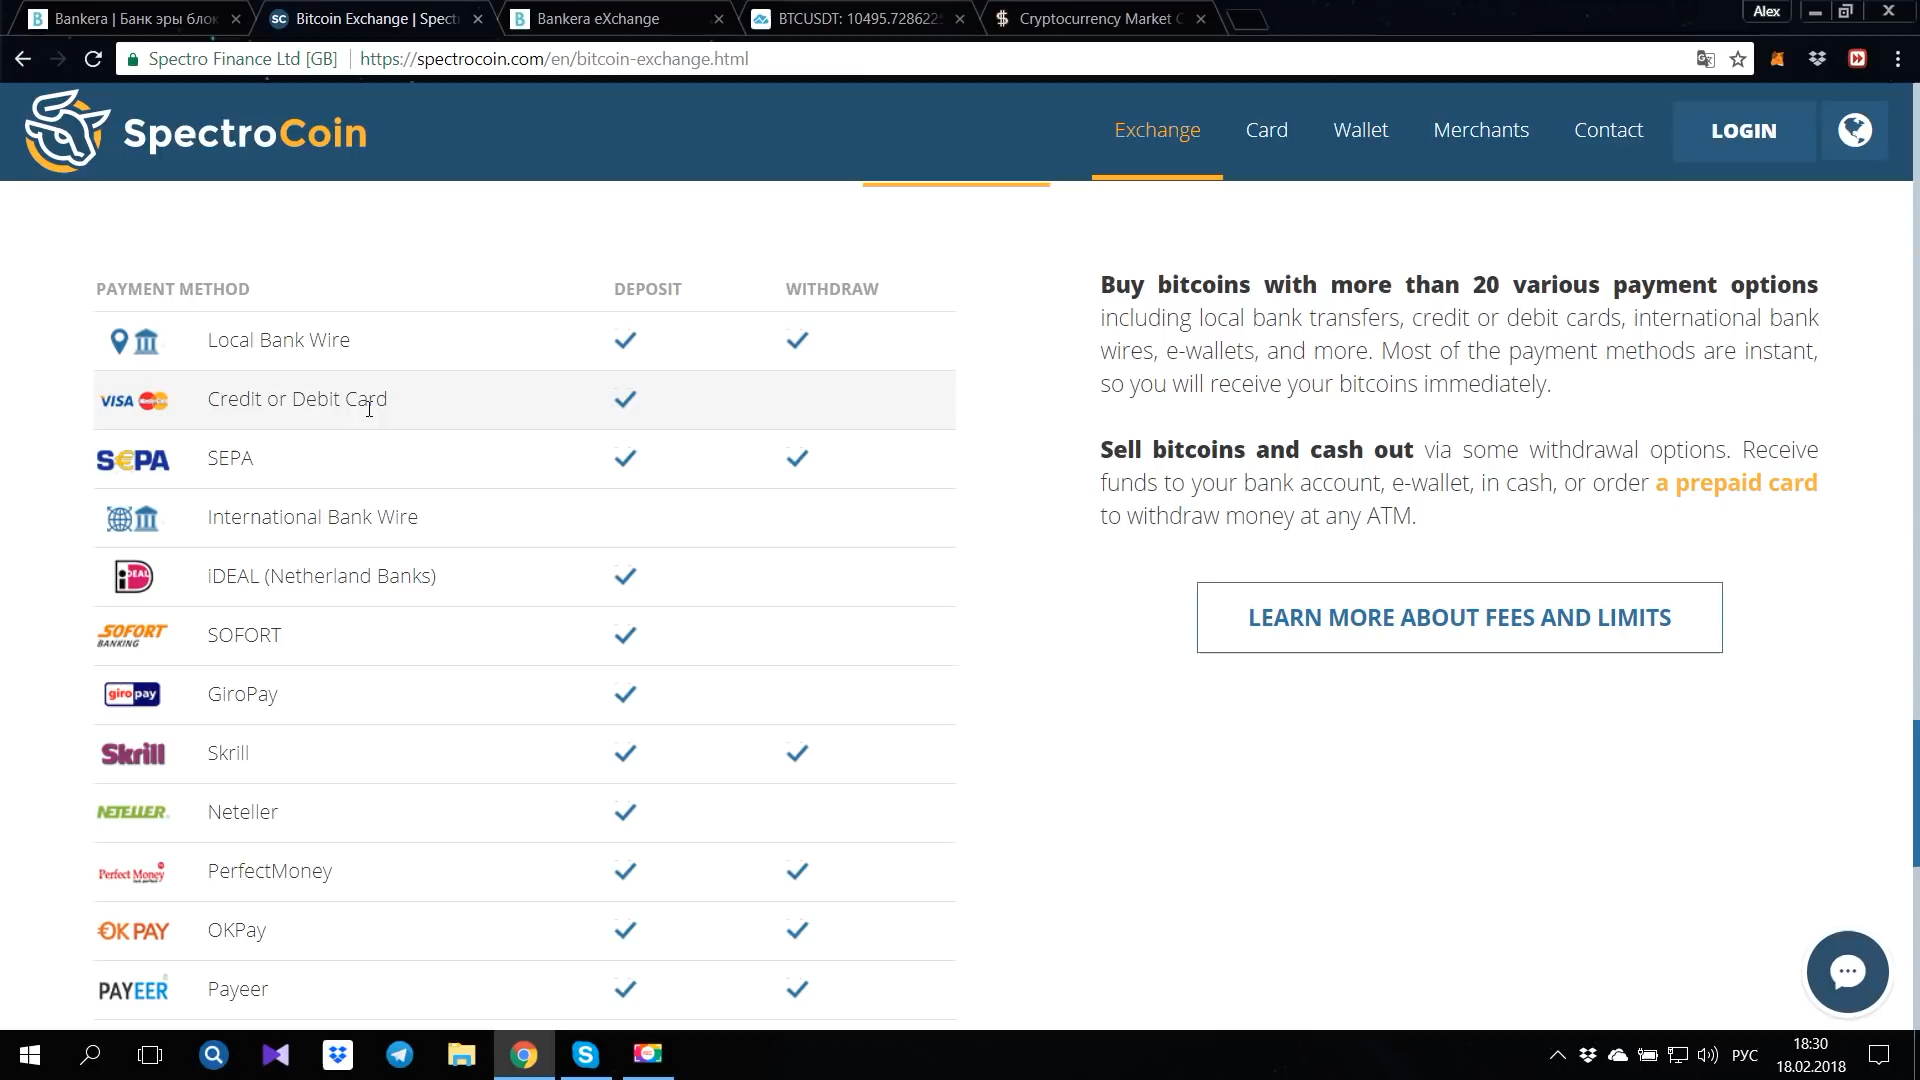 Bankera | Банк эры блок
Bitcoin Exchange | Spect
Bankera eXchange
BTCUSDT: 10495.728622
Cryptocurrency Market C
Alex
Spectro Finance Ltd [GB]
https://spectrocoin.com/en/bitcoin-exchange.html
SpectroCoin
Exchange
Card
Wallet
Merchants
Contact
LOGIN
PAYMENT METHOD DEPOSIT WITHDRAW
Local Bank Wire
VISA MasterCard Credit or Debit Card
S€PA SEPA
International Bank Wire
iDEAL iDEAL (Netherland Banks)
SOFORT BANKING SOFORT
giropay GiroPay
Skrill Skrill
NETELLER Neteller
Perfect Money PerfectMoney
€OK PAY OKPay
PAYEER Payeer
Buy bitcoins with more than 20 various payment options
including local bank transfers, credit or debit cards, international bank
wires, e-wallets, and more. Most of the payment methods are instant,
so you will receive your bitcoins immediately.
Sell bitcoins and cash out via some withdrawal options. Receive
funds to your bank account, e-wallet, in cash, or order a prepaid card
to withdraw money at any ATM.
LEARN MORE ABOUT FEES AND LIMITS
РУС
18:30
18.02.2018